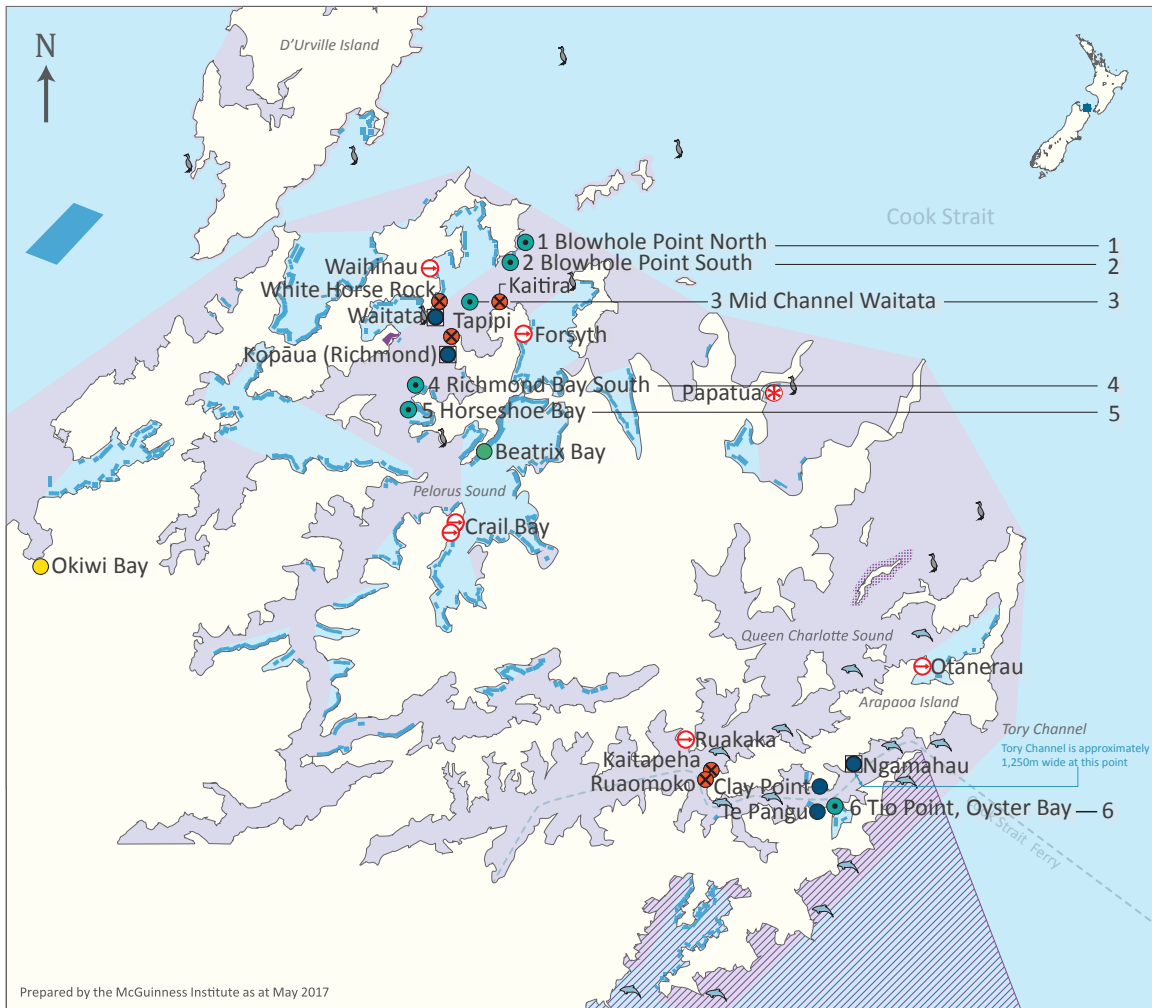 D'Urville Island
N
Cook Strait
1 Blowhole Point North 1
2 Blowhole Point South 2
Waihinau
Kaitira
White Horse Rock
3 Mid Channel Waitata 3
Waitata
Tapipi
Forsyth
Kopāua (Richmond)
4 Richmond Bay South 4
Papatua
5 Horseshoe Bay 5
Beatrix Bay
Pelorus Sound
Crail Bay
Okiwi Bay
Queen Charlotte Sound
Otanerau
Arapaoa Island
Tory Channel
Tory Channel is approximately
1,250m wide at this point
Ruakaka
Kaitapeha
Ngamahau
Ruaomoko
Clay Point
Te Pangu
6 Tio Point, Oyster Bay 6
Strait Ferry
Prepared by the McGuinness Institute as at May 2017